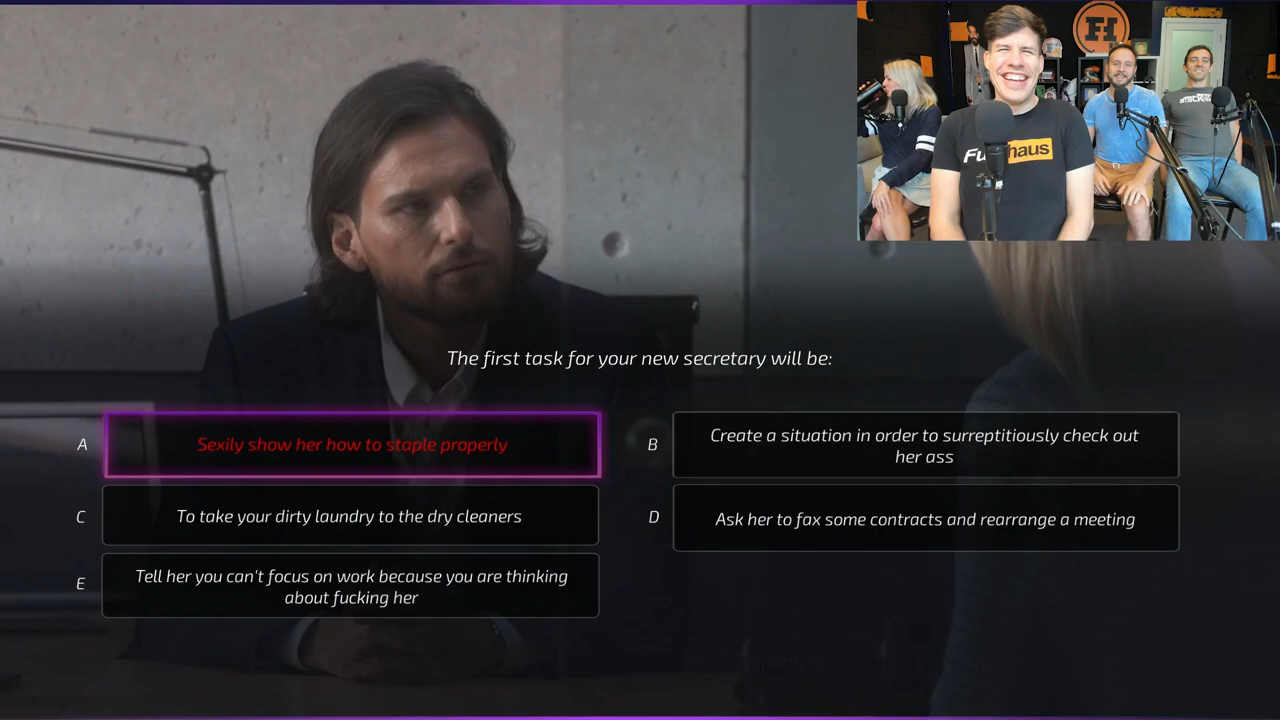 Funhaus
The first task for your new secretary will be:
A
Sexily show her how to staple properly
B
Create a situation in order to surreptitiously check out
her ass
C
To take your dirty laundry to the dry cleaners
D
Ask her to fax some contracts and rearrange a meeting
E
Tell her you can't focus on work because you are thinking
about fucking her